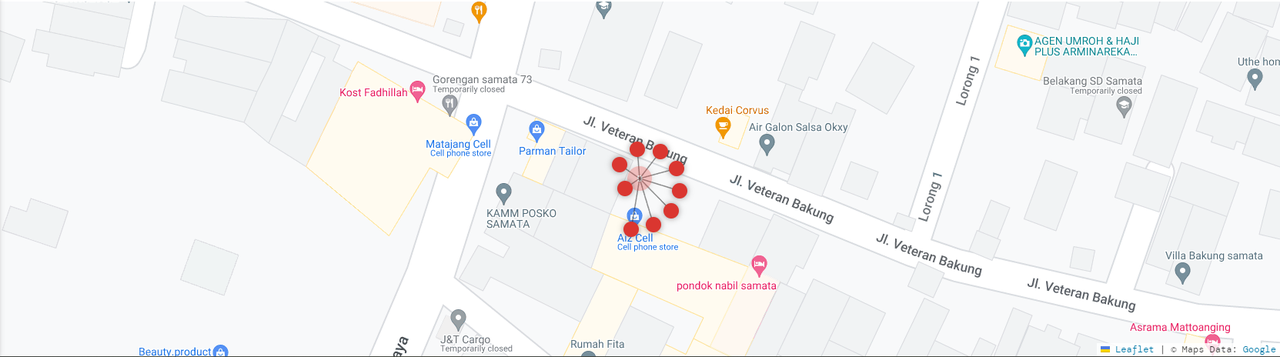 AGEN UMROH & HAJI
PLUS ARMINAREKA...
Lorong 1
Uthe hom
Belakang SD Samata
Temporarily closed
Gorengan samata 73
Temporarily closed
Kost Fadhillah
Kedai Corvus
Jl. Veteran Bakung
Air Galon Salsa Okxy
Matajang Cell
Cell phone store
Parman Tailor
Jl. Veteran Bakung
Lorong 1
KAMM POSKO
SAMATA
Alz Cell
Cell phone store
Jl. Veteran Bakung
Villa Bakung samata
pondok nabil samata
Jl. Veteran Bakung
J&T Cargo
Temporarily closed
aya
Rumah Fita
Asrama Mattoanging
Beauty.product
Leaflet | © Maps Data: Google